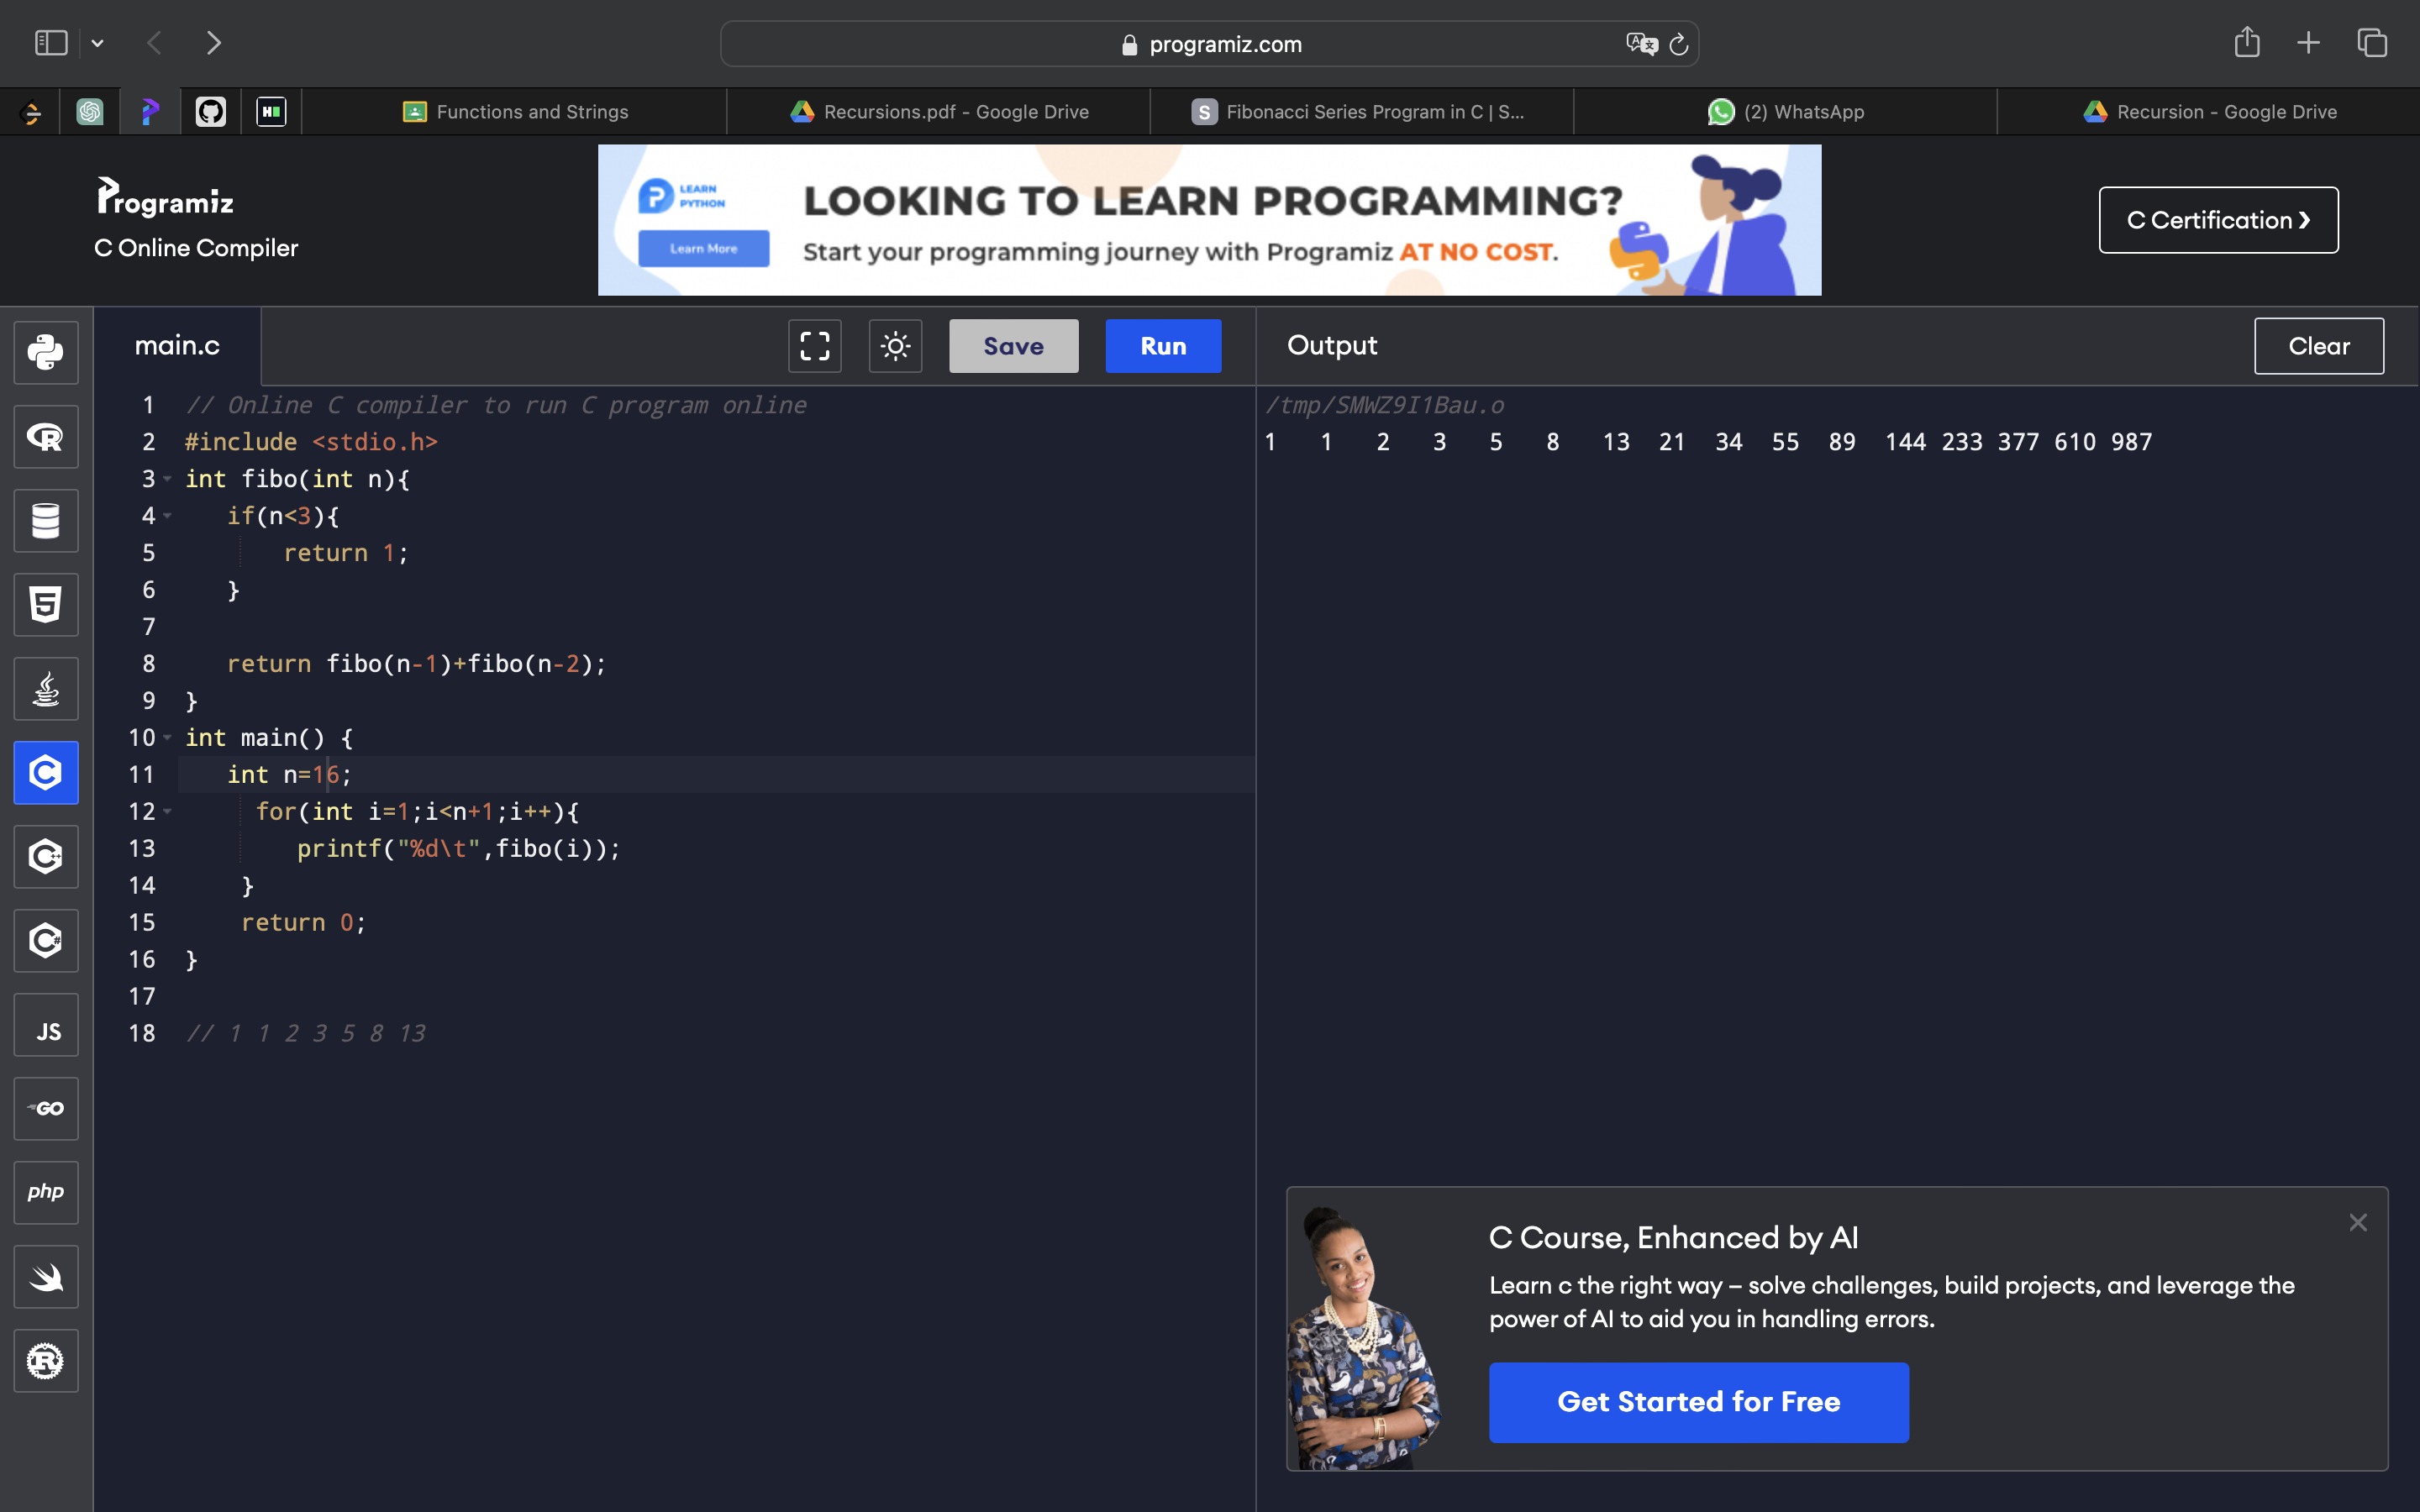 programiz.com
Functions and Strings
Recursions.pdf - Google Drive
S Fibonacci Series Program in C | S...
(2) WhatsApp
Recursion - Google Drive
Programiz
C Online Compiler
LEARN
PYTHON
Learn More
LOOKING TO LEARN PROGRAMMING?
Start your programming journey with Programiz AT NO COST.
C Certification ❯
main.c
Save
Run
Output
Clear
1 // Online C compiler to run C program online
2 #include <stdio.h>
3 int fibo(int n){
4    if(n<3){
5        return 1;
6    }
7
8    return fibo(n-1)+fibo(n-2);
9 }
10 int main() {
11    int n=16;
12      for(int i=1;i<n+1;i++){
13         printf("%d\t",fibo(i));
14     }
15     return 0;
16 }
17
18 // 1 1 2 3 5 8 13
/tmp/SMWZ9I1Bau.o
1 1 2 3 5 8 13 21 34 55 89 144 233 377 610 987
JS
GO
php
C Course, Enhanced by AI
Learn c the right way – solve challenges, build projects, and leverage the
power of AI to aid you in handling errors.
Get Started for Free